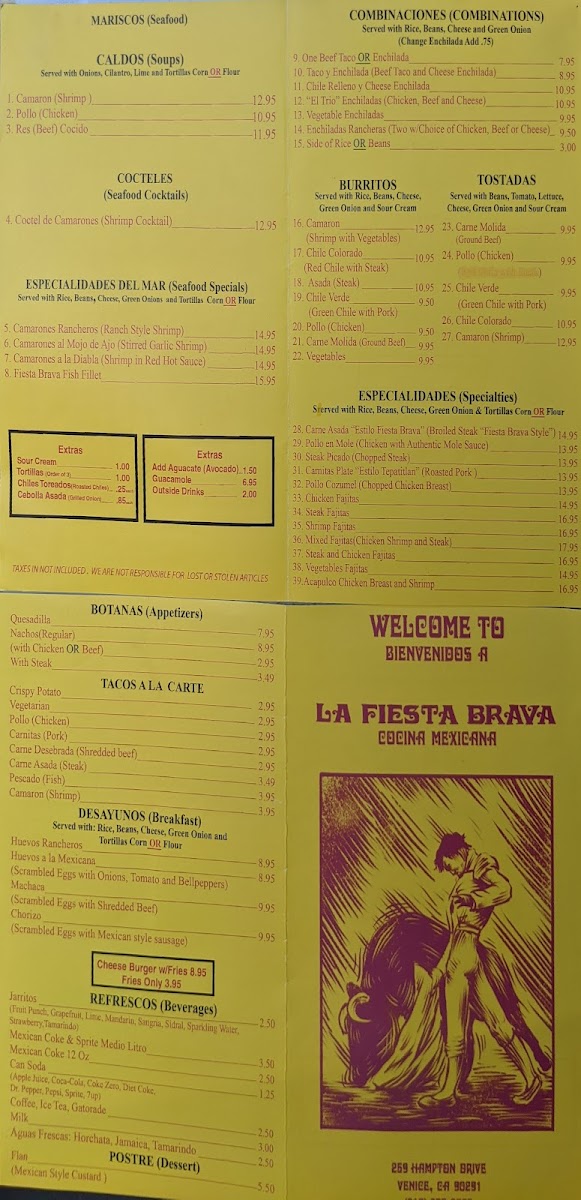 MARISCOS (Seafood)
CALDOS (Soups)
Served with Onions, Cilantro, Lime and Tortillas Corn OR Flour
1. Camaron (Shrimp ) 12.95
2. Pollo (Chicken) 10.95
3. Res (Beef) Cocido 11.95
COCTELES
(Seafood Cocktails)
4. Coctel de Camarones (Shrimp Cocktail) 12.95
ESPECIALIDADES DEL MAR (Seafood Specials)
Served with Rice, Beans, Cheese, Green Onions and Tortillas Corn OR Flour
5. Camarones Rancheros (Ranch Style Shrimp) 14.95
6. Camarones al Mojo de Ajo (Stirred Garlic Shrimp) 14.95
7. Camarones a la Diabla (Shrimp in Red Hot Sauce) 14.95
8. Fiesta Brava Fish Fillet 15.95
Extras
Sour Cream 1.00
Tortillas (Order of 3) 1.00
Chiles Toreados (Roasted Chiles) .25
Cebolla Asada (Grilled Onion) .85
Extras
Add Aguacate (Avocado) 1.50
Guacamole 6.95
Outside Drinks 2.00
TAXES IN NOT INCLUDED. WE ARE NOT RESPONSIBLE FOR LOST OR STOLEN ARTICLES
COMBINACIONES (COMBINATIONS)
Served with Rice, Beans, Cheese and Green Onion
(Change Enchilada Add .75)
9. One Beef Taco OR Enchilada 7.95
10. Taco y Enchilada (Beef Taco and Cheese Enchilada) 8.95
11. Chile Relleno y Cheese Enchilada 10.95
12. "El Trio" Enchiladas (Chicken, Beef and Cheese) 10.95
13. Vegetable Enchiladas 9.95
14. Enchiladas Rancheras (Two w/Choice of Chicken, Beef or Cheese) 9.50
15. Side of Rice OR Beans 3.00
BURRITOS
Served with Rice, Beans, Cheese,
Green Onion and Sour Cream
16. Camaron 12.95
(Shrimp with Vegetables)
17. Chile Colorado 10.95
(Red Chile with Steak)
18. Asada (Steak) 10.95
19. Chile Verde 9.50
(Green Chile with Pork)
20. Pollo (Chicken) 9.50
21. Carne Molida (Ground Beef) 9.95
22. Vegetables 9.95
TOSTADAS
Served with Beans, Tomato, Lettuce,
Cheese, Green Onion and Sour Cream
23. Carne Molida 9.95
(Ground Beef)
24. Pollo (Chicken) 9.95
25. Chile Verde 9.95
(Green Chile with Pork)
26. Chile Colorado 10.95
27. Camaron (Shrimp) 12.95
ESPECIALIDADES (Specialties)
Served with Rice, Beans, Cheese, Green Onion & Tortillas Corn OR Flour
28. Carne Asada "Estilo Fiesta Brava" (Broiled Steak "Fiesta Brava Style") 14.95
29. Pollo en Mole (Chicken with Authentic Mole Sauce) 13.95
30. Steak Picado (Chopped Steak) 13.95
31. Carnitas Plate "Estilo Tepatitlan" (Roasted Pork ) 13.95
32. Pollo Cozumel (Chopped Chicken Breast) 13.95
33. Chicken Fajitas 14.95
34. Steak Fajitas 16.95
35. Shrimp Fajitas 16.95
36. Mixed Fajitas(Chicken Shrimp and Steak) 17.95
37. Steak and Chicken Fajitas 16.95
38. Vegetables Fajitas 14.95
39.Acapulco Chicken Breast and Shrimp 16.95
BOTANAS (Appetizers)
Quesadilla 7.95
Nachos(Regular) 8.95
(with Chicken OR Beef) 2.95
With Steak 3.49
TACOS A LA CARTE
Crispy Potato 2.95
Vegetarian 2.95
Pollo (Chicken) 2.95
Carnitas (Pork) 2.95
Carne Desebrada (Shredded beef) 2.95
Carne Asada (Steak) 3.49
Pescado (Fish) 3.95
Camaron (Shrimp) 3.95
DESAYUNOS (Breakfast)
Served with: Rice, Beans, Cheese, Green Onion and
Tortillas Corn OR Flour
Huevos Rancheros 8.95
Huevos a la Mexicana 8.95
(Scrambled Eggs with Onions, Tomato and Bellpeppers)
Machaca 9.95
(Scrambled Eggs with Shredded Beef)
Chorizo 9.95
(Scrambled Eggs with Mexican style sausage)
Cheese Burger w/Fries 8.95
Fries Only 3.95
REFRESCOS (Beverages)
Jarritos 2.50
(Fruit Punch, Grapefruit, Lime, Mandario, Sangria, Sidral, Sparkling Water,
Strawberry,Tamarindo)
Mexican Coke & Sprite Medio Litro 3.50
Mexican Coke 12 Oz 2.50
Can Soda 1.25
(Apple Juice, Coca-Cola, Coke Zero, Diet Coke,
Dr. Pepper, Pepsi, Sprite, 7up)
Coffee, Ice Tea, Gatorade 2.50
Milk 3.00
Aguas Frescas: Horchata, Jamaica, Tamarindo 2.50
POSTRE (Dessert)
Flan 5.50
(Mexican Style Custard )
WELCOME TO
BIENVENIDOS A
LA FIESTA BRAVA
COCINA MEXICANA
259 HAMPTON DRIVE
VENICE, CA 90291